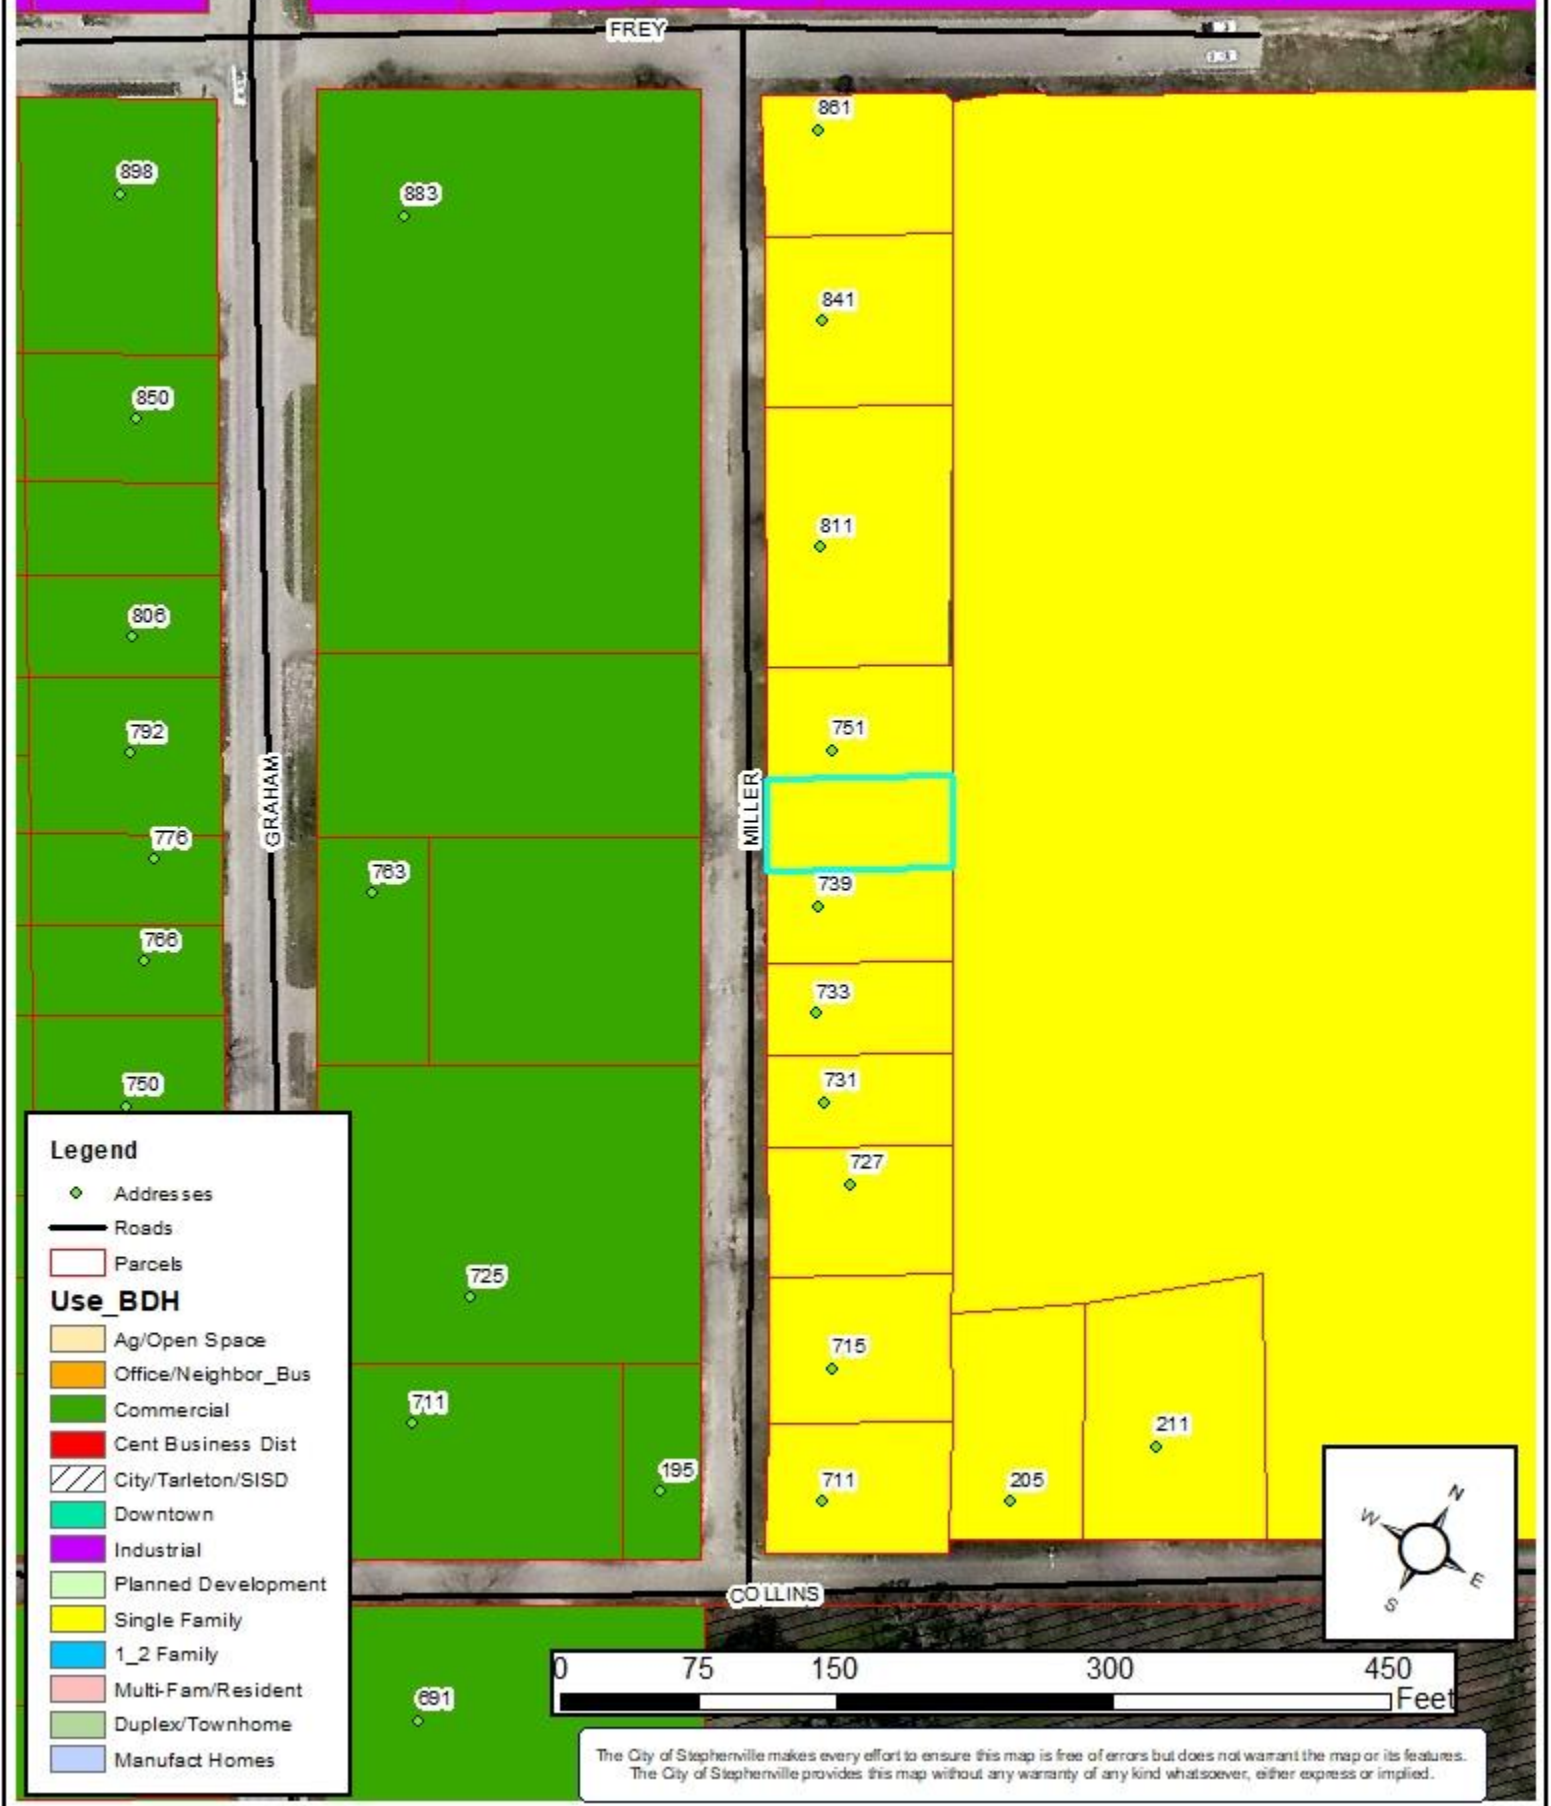 FREY
861
898
883
841
850
811
806
751
792
GRAHAM
MILLER
776
763
739
766
733
731
750
727
725
715
711
211
195
205
711
COLLINS
691
Legend
Addresses
Roads
Parcels
Use_BDH
Ag/Open Space
Office/Neighbor_Bus
Commercial
Cent Business Dist
City/Tarleton/SISD
Downtown
Industrial
Planned Development
Single Family
1_2 Family
Multi-Fam/Resident
Duplex/Townhome
Manufact Homes
N
W
E
S
0 75 150 300 450
Feet
The City of Stephenville makes every effort to ensure this map is free of errors but does not warrant the map or its features.
The City of Stephenville provides this map without any warranty of any kind whatsoever, either express or implied.